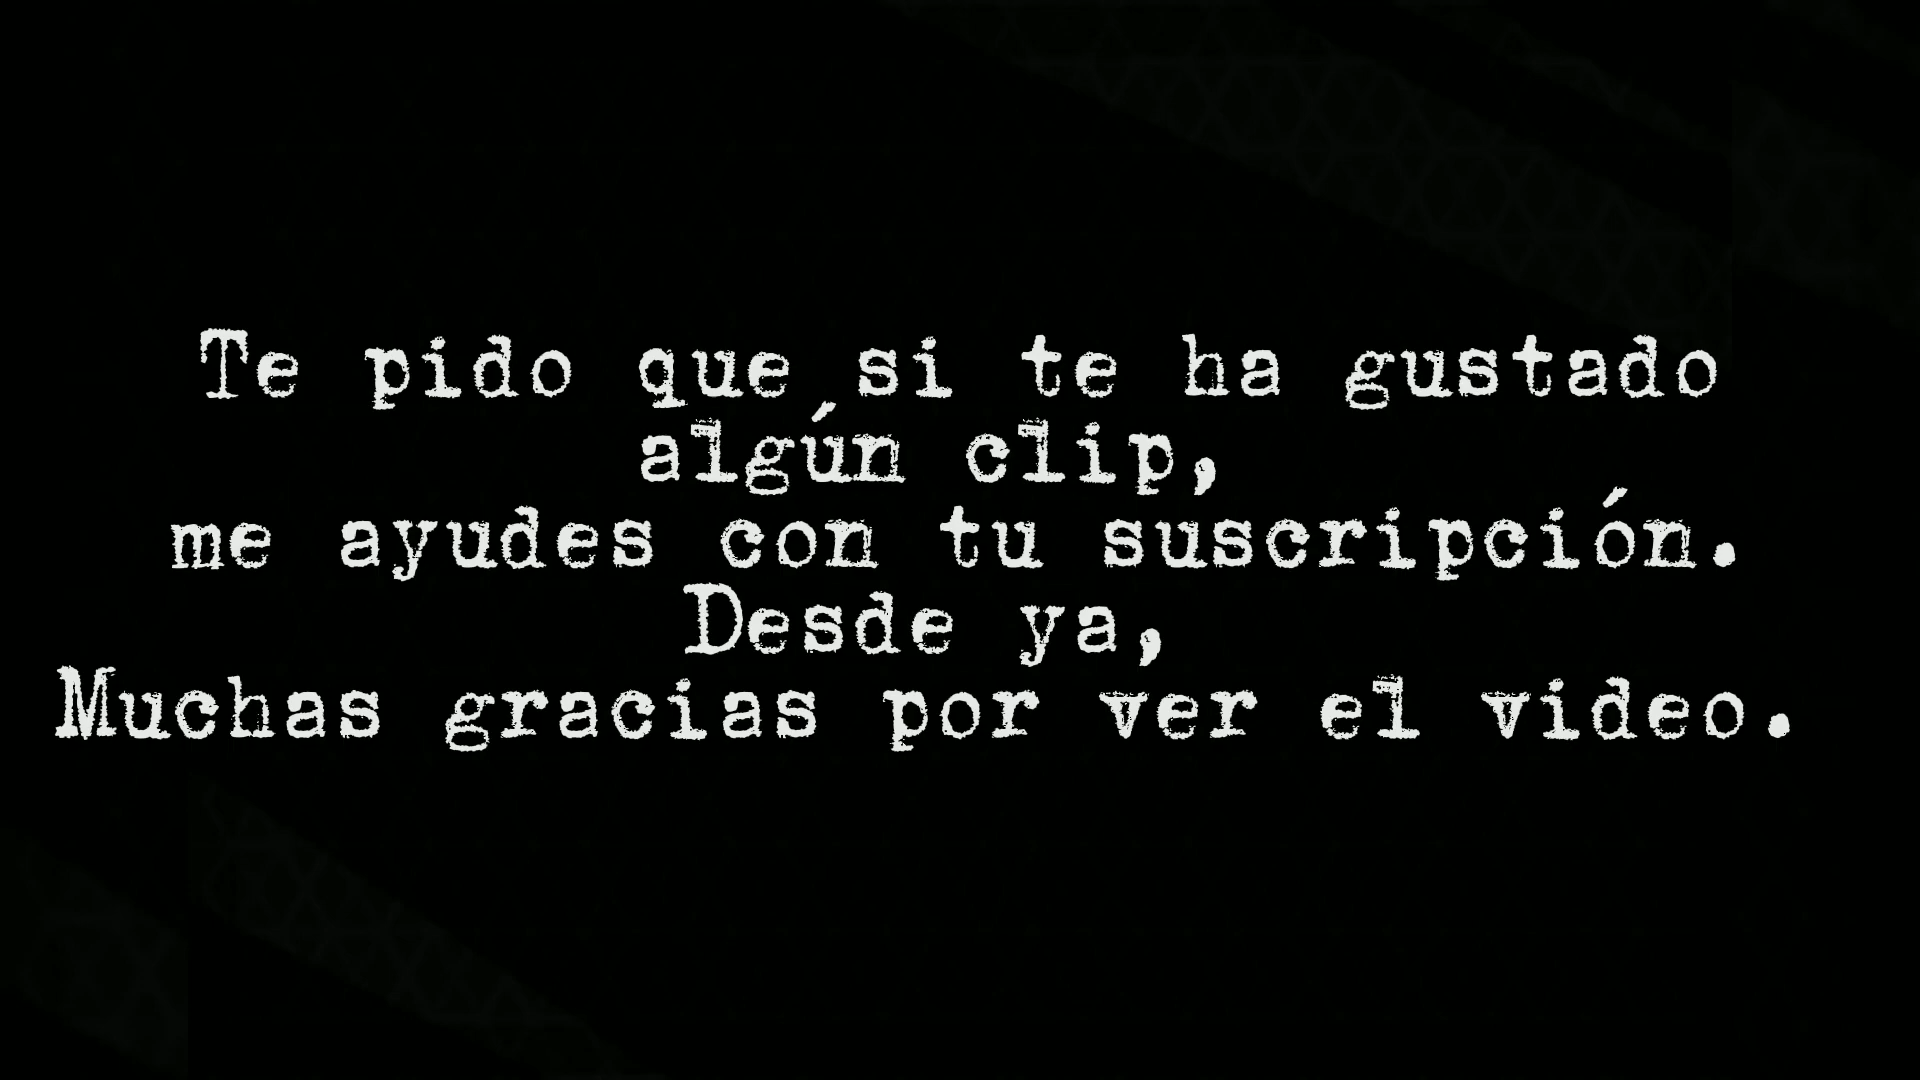 Te pido que si te ha gustado
algún clip,
me ayudes con tu suscripción.
Desde ya,
Muchas gracias por ver el video.